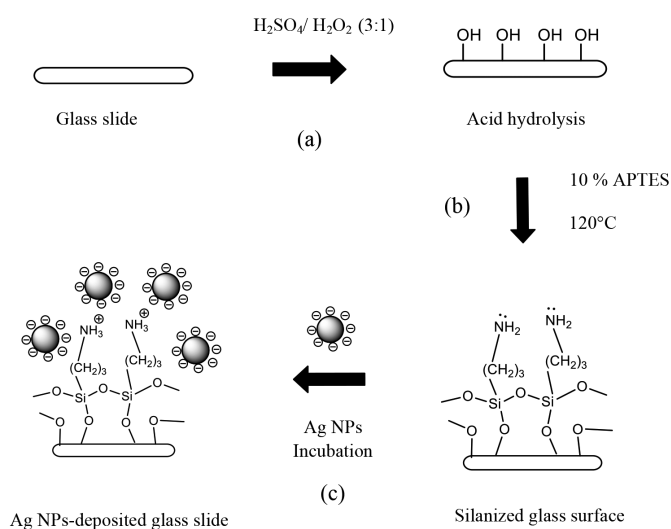 H₂SO₄/ H₂O₂ (3:1)
OH OH OH OH
Glass slide
Acid hydrolysis
(a)
10 % APTES
(b)
120°C
NH₃ ⊕ NH₃ ⊕
NH₂ NH₂
(CH₂)₃ (CH₂)₃
(CH₂)₃ (CH₂)₃
O Si O Si O
O Si O Si O
O O O O
O O O O
Ag NPs
Incubation
(c)
Ag NPs-deposited glass slide
Silanized glass surface